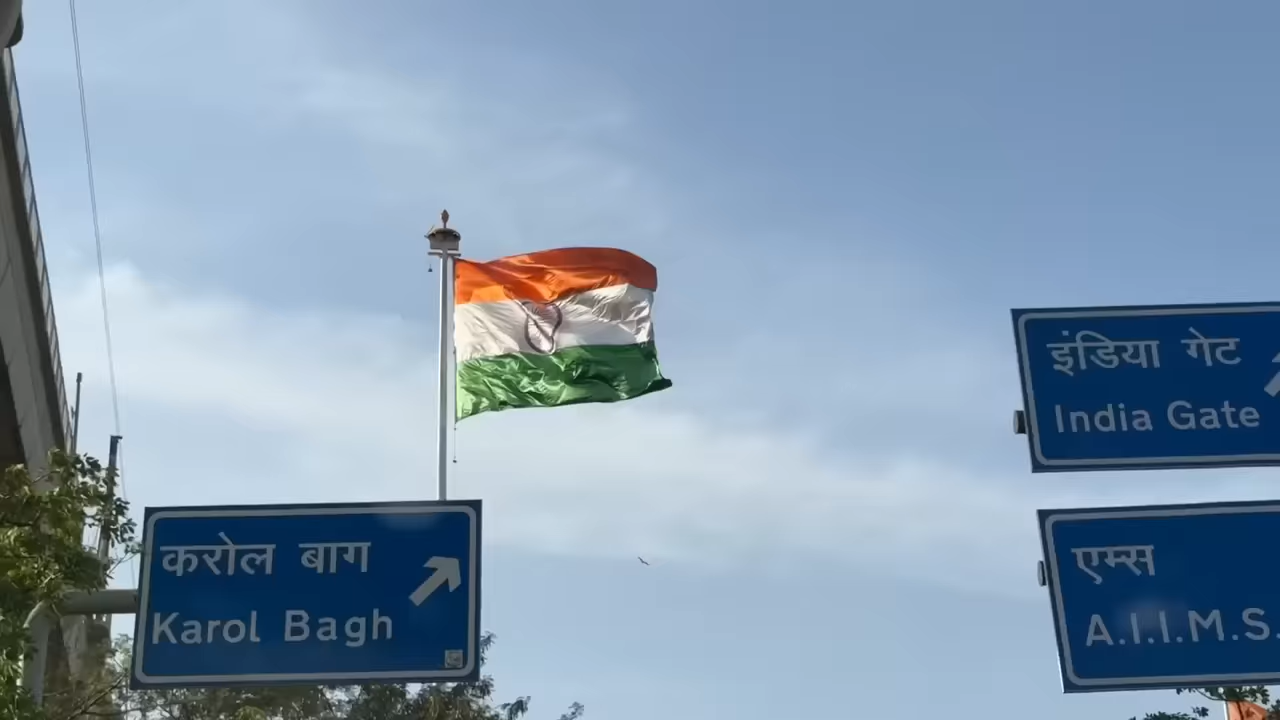 करोल बाग
Karol Bagh
इंडिया गेट
India Gate
एम्स
A.I.I.M.S.